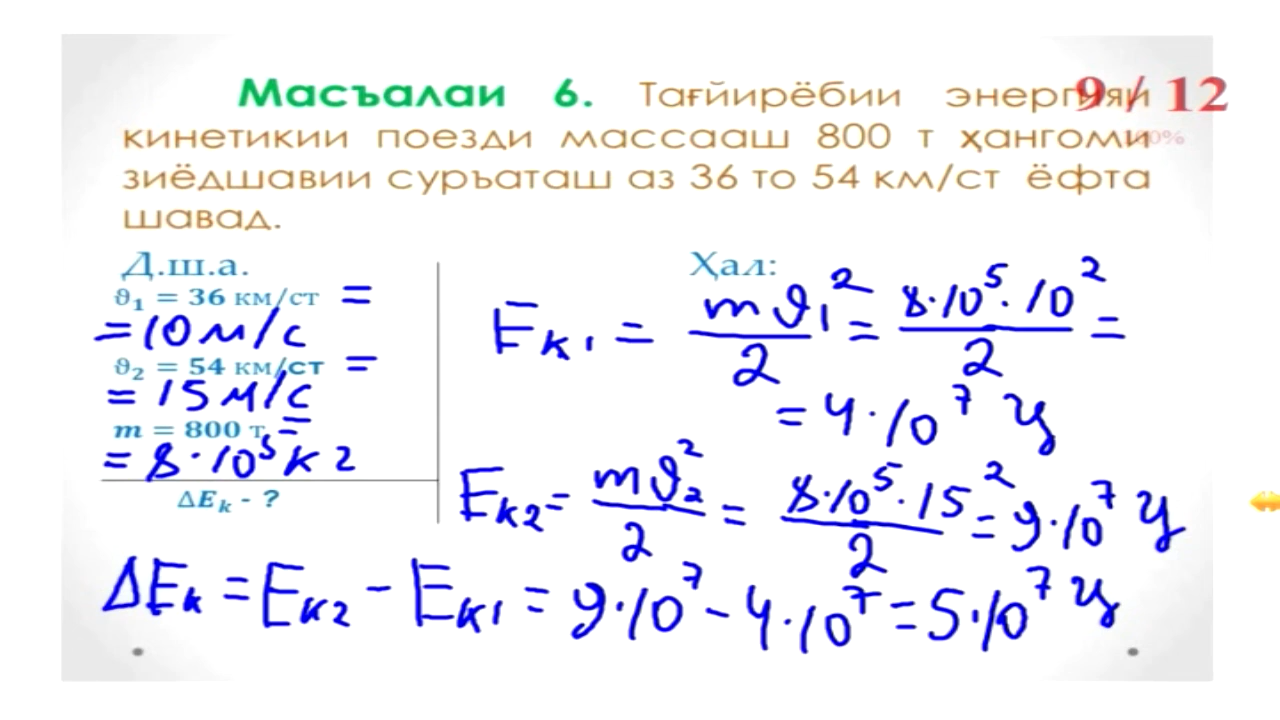 Масъалаи 6. Тағйирёбии энергияи
9 / 12
кинетикии поезди массааш 800 т ҳангоми
100%
зиёдшавии суръаташ аз 36 то 54 км/ст ёфта
шавад.
Д.ш.а.
ϑ₁ = 36 км/ст =
= 10 м/с
ϑ₂ = 54 км/ст =
= 15 м/с
m = 800 т =
= 8·10⁵ кг
ΔEₖ - ?
Ҳал:
Eк₁ = mϑ₁²/2 = 8·10⁵·10²/2 =
= 4·10⁷ Ҷ
Eк₂ = mϑ₂²/2 = 8·10⁵·15²/2 = 9·10⁷ Ҷ
ΔEк = Eк₂ - Eк₁ = 9·10⁷ - 4·10⁷ = 5·10⁷ Ҷ